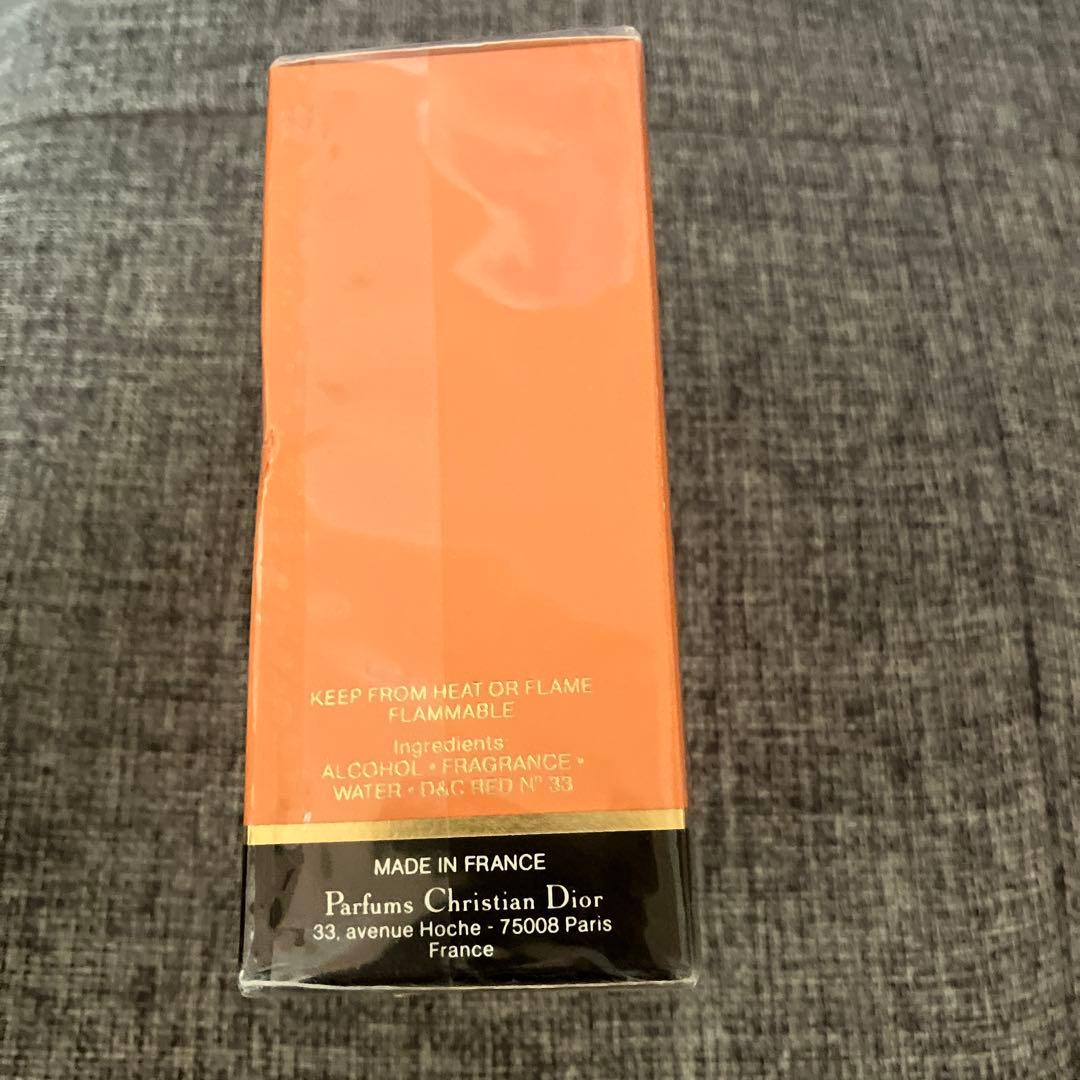 KEEP FROM HEAT OR FLAME
FLAMMABLE
Ingredients
ALCOHOL • FRAGRANCE •
WATER • D&C RED N° 33
MADE IN FRANCE
Parfums Christian Dior
33, avenue Hoche - 75008 Paris
France